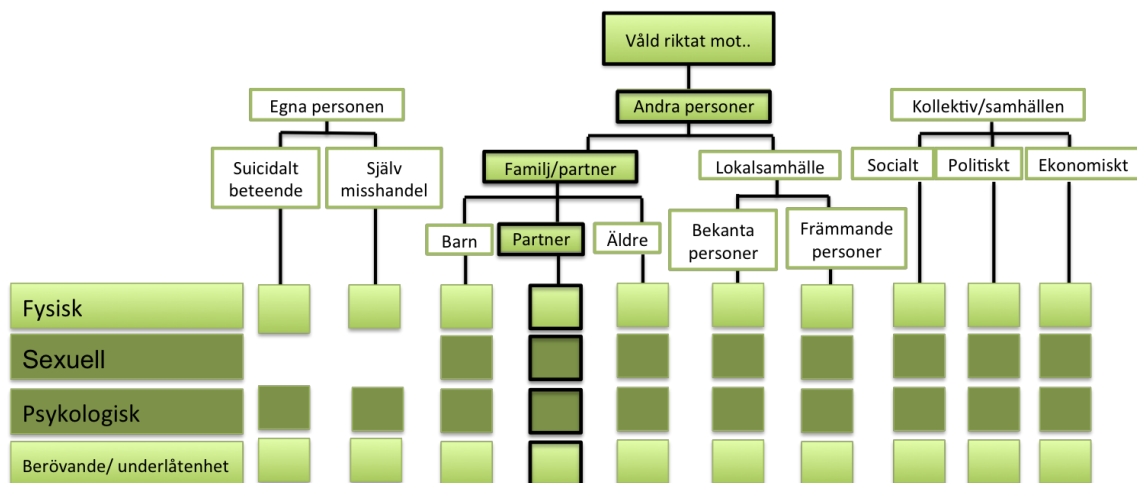 Våld riktat mot..
Egna personen
Andra personer
Kollektiv/samhällen
Suicidalt
beteende
Själv
misshandel
Familj/partner
Lokalsamhälle
Socialt
Politiskt
Ekonomiskt
Barn
Partner
Äldre
Bekanta
personer
Främmande
personer
Fysisk
Sexuell
Psykologisk
Berövande/ underlåtenhet